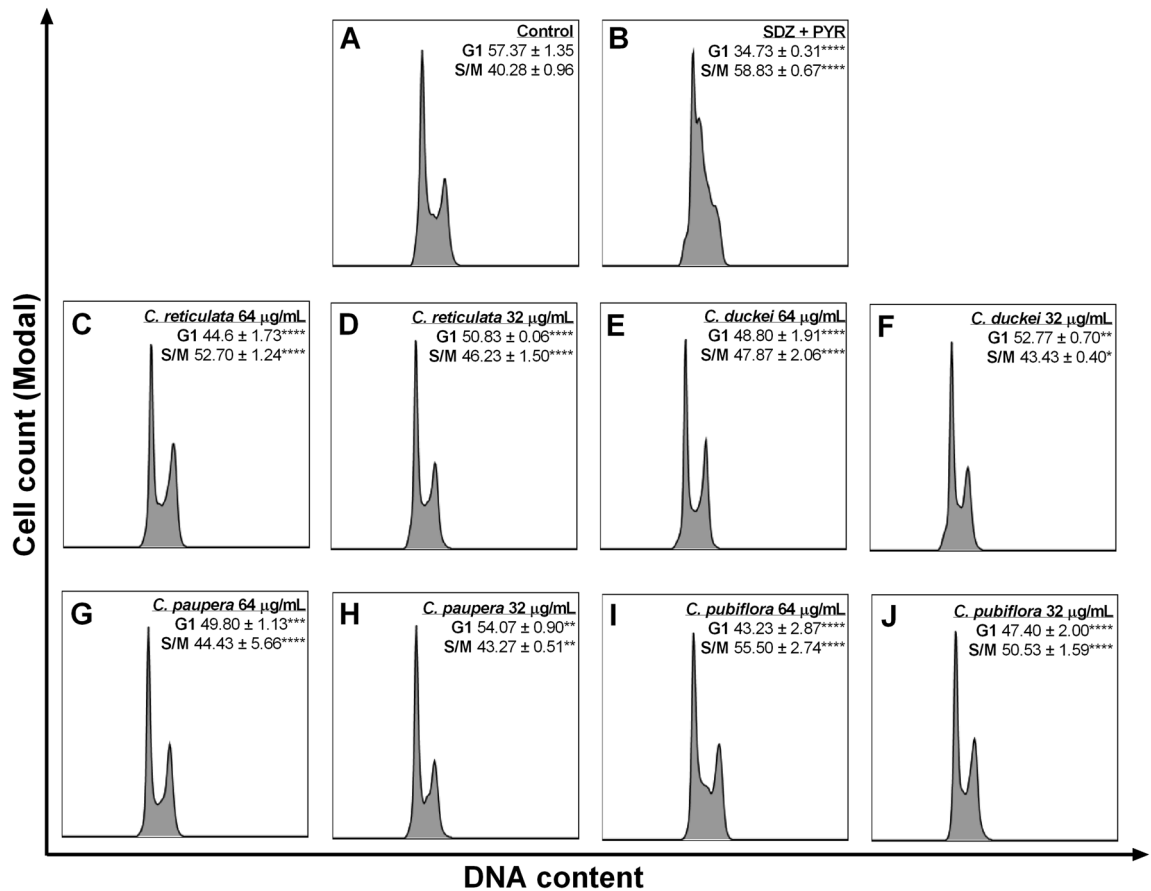 Cell count (Modal)
A
Control
G1 57.37 ± 1.35
S/M 40.28 ± 0.96
B
SDZ + PYR
G1 34.73 ± 0.31****
S/M 58.83 ± 0.67****
C
C. reticulata 64 µg/mL
G1 44.6 ± 1.73****
S/M 52.70 ± 1.24****
D
C. reticulata 32 µg/mL
G1 50.83 ± 0.06****
S/M 46.23 ± 1.50****
E
C. duckei 64 µg/mL
G1 48.80 ± 1.91****
S/M 47.87 ± 2.06****
F
C. duckei 32 µg/mL
G1 52.77 ± 0.70**
S/M 43.43 ± 0.40*
G
C. paupera 64 µg/mL
G1 49.80 ± 1.13***
S/M 44.43 ± 5.66****
H
C. paupera 32 µg/mL
G1 54.07 ± 0.90**
S/M 43.27 ± 0.51**
I
C. pubiflora 64 µg/mL
G1 43.23 ± 2.87****
S/M 55.50 ± 2.74****
J
C. pubiflora 32 µg/mL
G1 47.40 ± 2.00****
S/M 50.53 ± 1.59****
DNA content